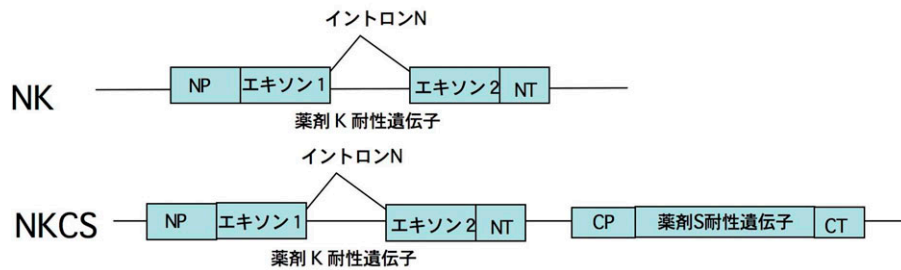 イントロンN
NK NP エキソン1 エキソン2 NT
薬剤K耐性遺伝子
イントロンN
NKCS NP エキソン1 エキソン2 NT CP 薬剤S耐性遺伝子 CT
薬剤K耐性遺伝子